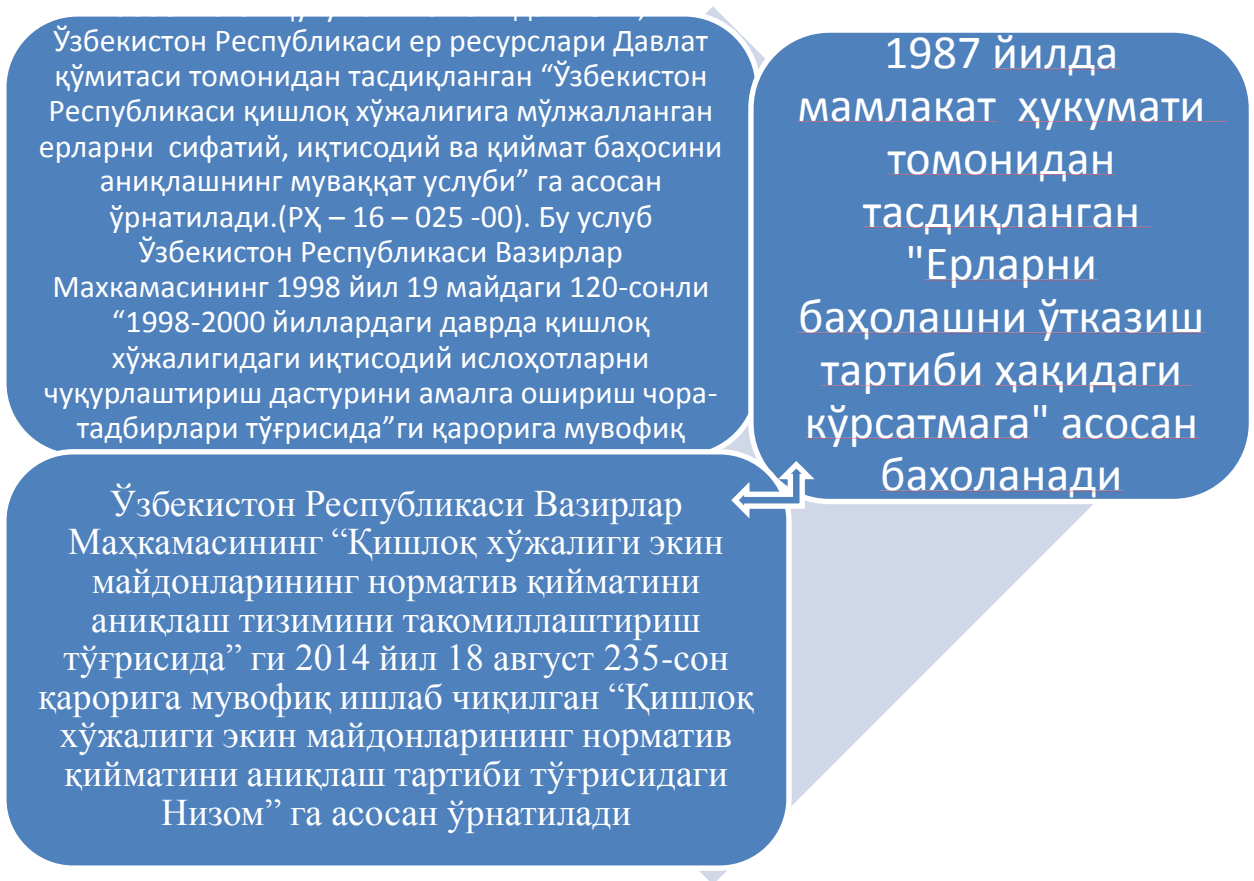 Ўзбекистон Республикаси ер ресурслари Давлат
қўмитаси томонидан тасдиқланган “Ўзбекистон
Республикаси қишлоқ хўжалигига мўлжалланган
ерларни сифатий, иқтисодий ва қиймат баҳосини
аниқлашнинг муваққат услуби” га асосан
ўрнатилади.(РҲ – 16 – 025 -00). Бу услуб
Ўзбекистон Республикаси Вазирлар
Махкамасининг 1998 йил 19 майдаги 120-сонли
“1998-2000 йиллардаги даврда қишлоқ
хўжалигидаги иқтисодий ислоҳотларни
чуқурлаштириш дастурини амалга ошириш чора-
тадбирлари тўғрисида”ги қарорига мувофиқ
1987 йилда
мамлакат ҳукумати
томонидан
тасдиқланган
"Ерларни
баҳолашни ўтказиш
тартиби ҳақидаги
кўрсатмага" асосан
бахоланади
Ўзбекистон Республикаси Вазирлар
Маҳкамасининг “Қишлоқ хўжалиги экин
майдонларининг норматив қийматини
аниқлаш тизимини такомиллаштириш
тўғрисида” ги 2014 йил 18 август 235-сон
қарорига мувофиқ ишлаб чиқилган “Қишлоқ
хўжалиги экин майдонларининг норматив
қийматини аниқлаш тартиби тўғрисидаги
Низом” га асосан ўрнатилади